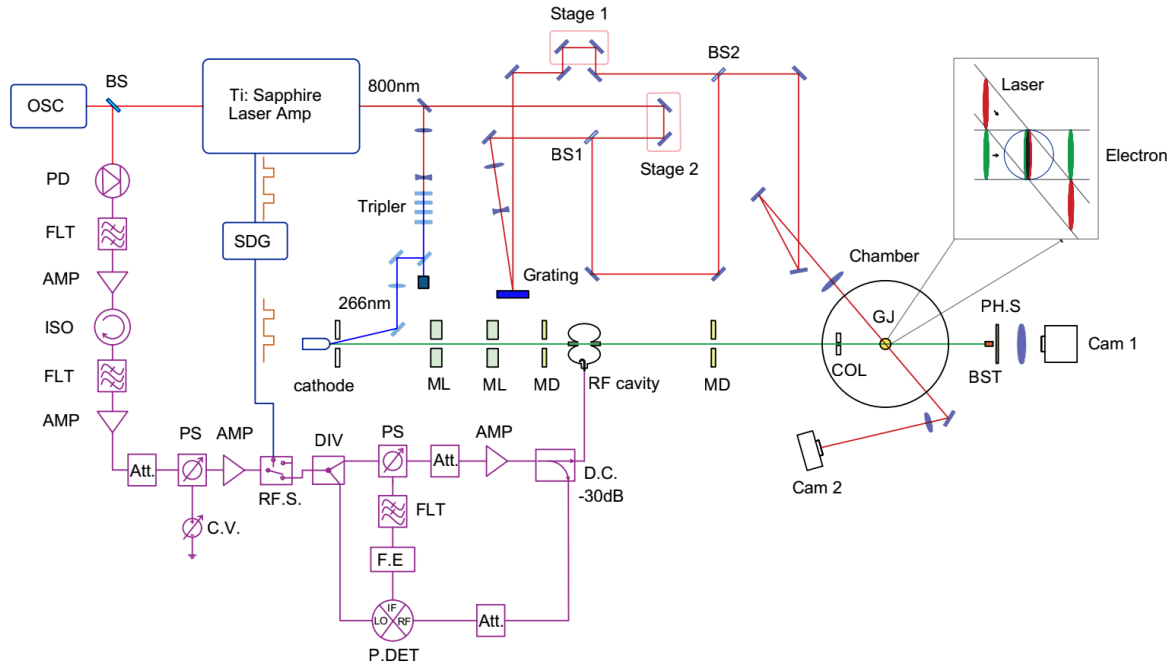 Stage 1
BS
BS2
OSC
Ti: Sapphire
Laser Amp
800nm
Laser
BS1
Stage 2
Electron
PD
Tripler
FLT
SDG
AMP
Chamber
Grating
266nm
GJ
PH.S
ISO
Cam 1
COL
BST
cathode
ML
ML
MD
RF cavity
MD
FLT
AMP
PS
AMP
DIV
PS
AMP
Att.
Att.
RF.S.
D.C.
-30dB
Cam 2
C.V.
FLT
F.E
IF
LO
RF
Att.
P.DET